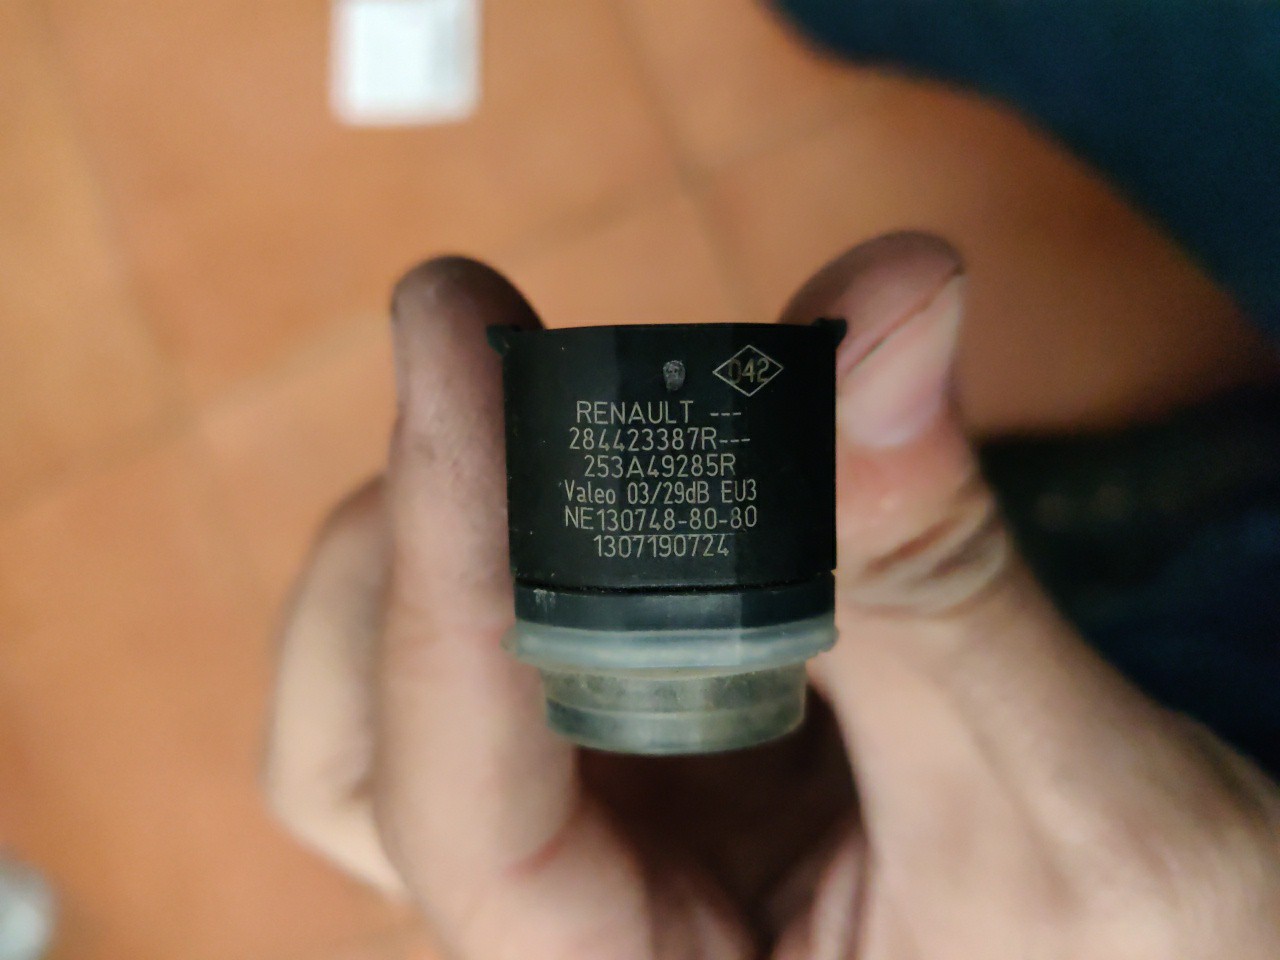 042
RENAULT ---
284423387R---
253A49285R
Valeo 03/29dB EU3
NE130748-80-80
1307190724